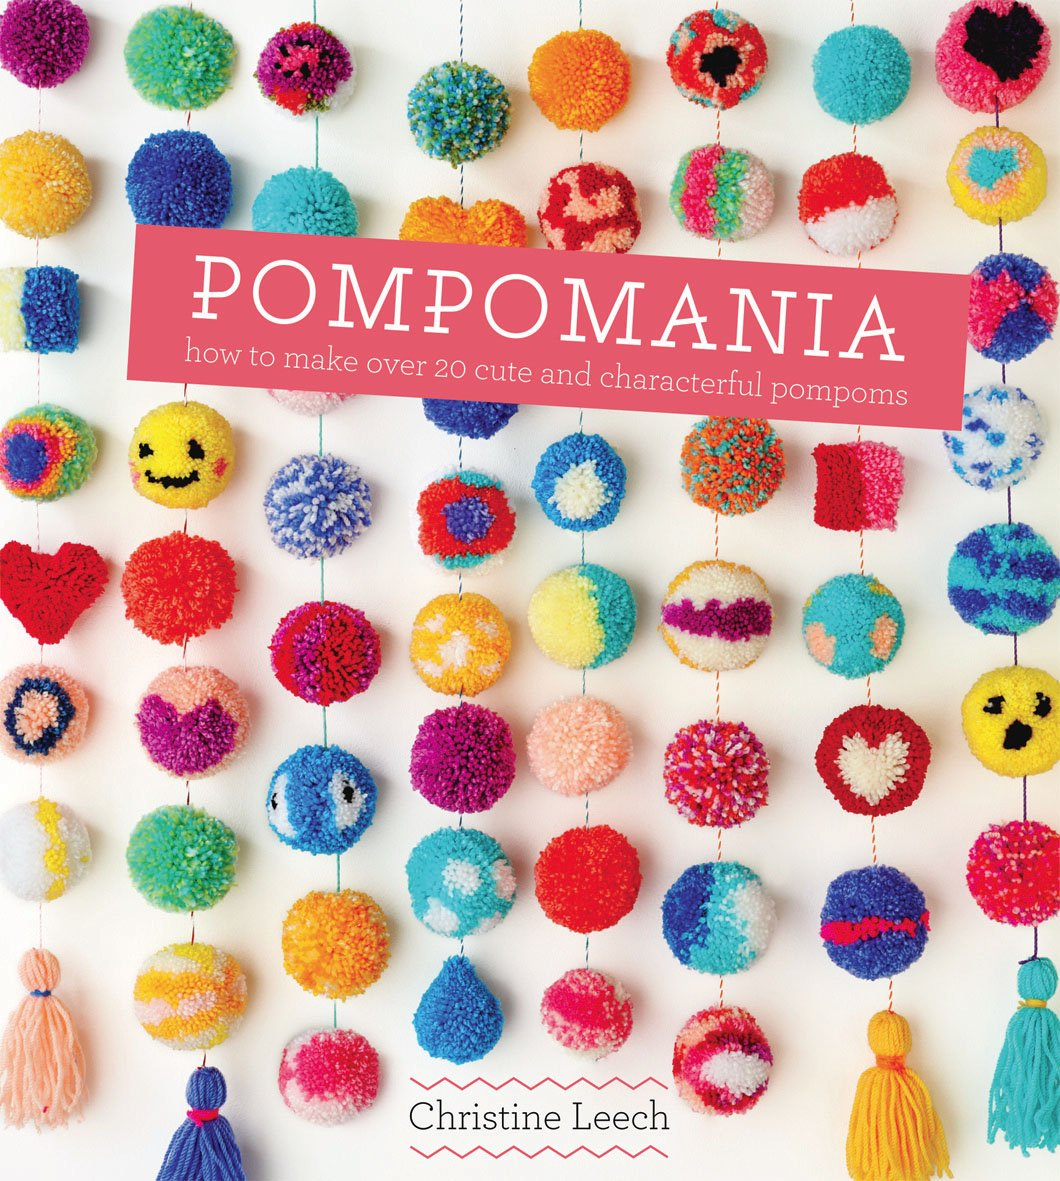 POMPOMANIA
how to make over 20 cute and characterful pompoms
Christine Leech